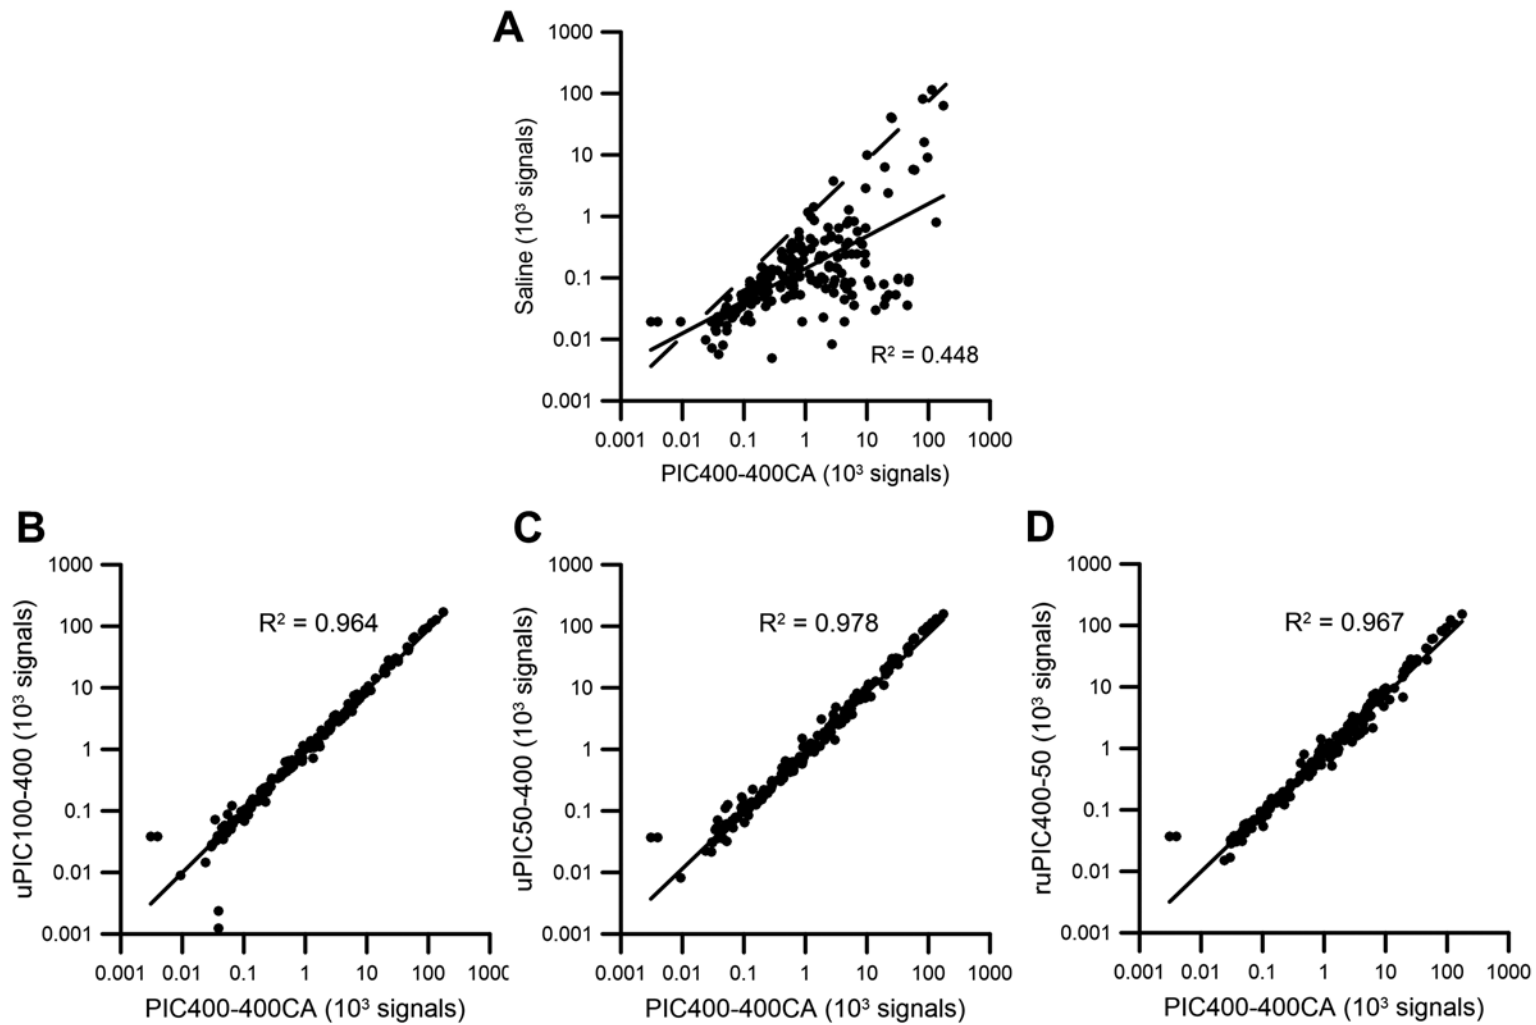 A
1000
100
10
1
0.1
0.01
0.001
Saline (10³ signals)
R² = 0.448
0.001 0.01 0.1 1 10 100 1000
PIC400-400CA (10³ signals)
B
1000
100
10
1
0.1
0.01
0.001
uPIC100-400 (10³ signals)
R² = 0.964
0.001 0.01 0.1 1 10 100 1000
PIC400-400CA (10³ signals)
C
1000
100
10
1
0.1
0.01
0.001
uPIC50-400 (10³ signals)
R² = 0.978
0.001 0.01 0.1 1 10 100 1000
PIC400-400CA (10³ signals)
D
1000
100
10
1
0.1
0.01
0.001
ruPIC400-50 (10³ signals)
R² = 0.967
0.001 0.01 0.1 1 10 100 1000
PIC400-400CA (10³ signals)